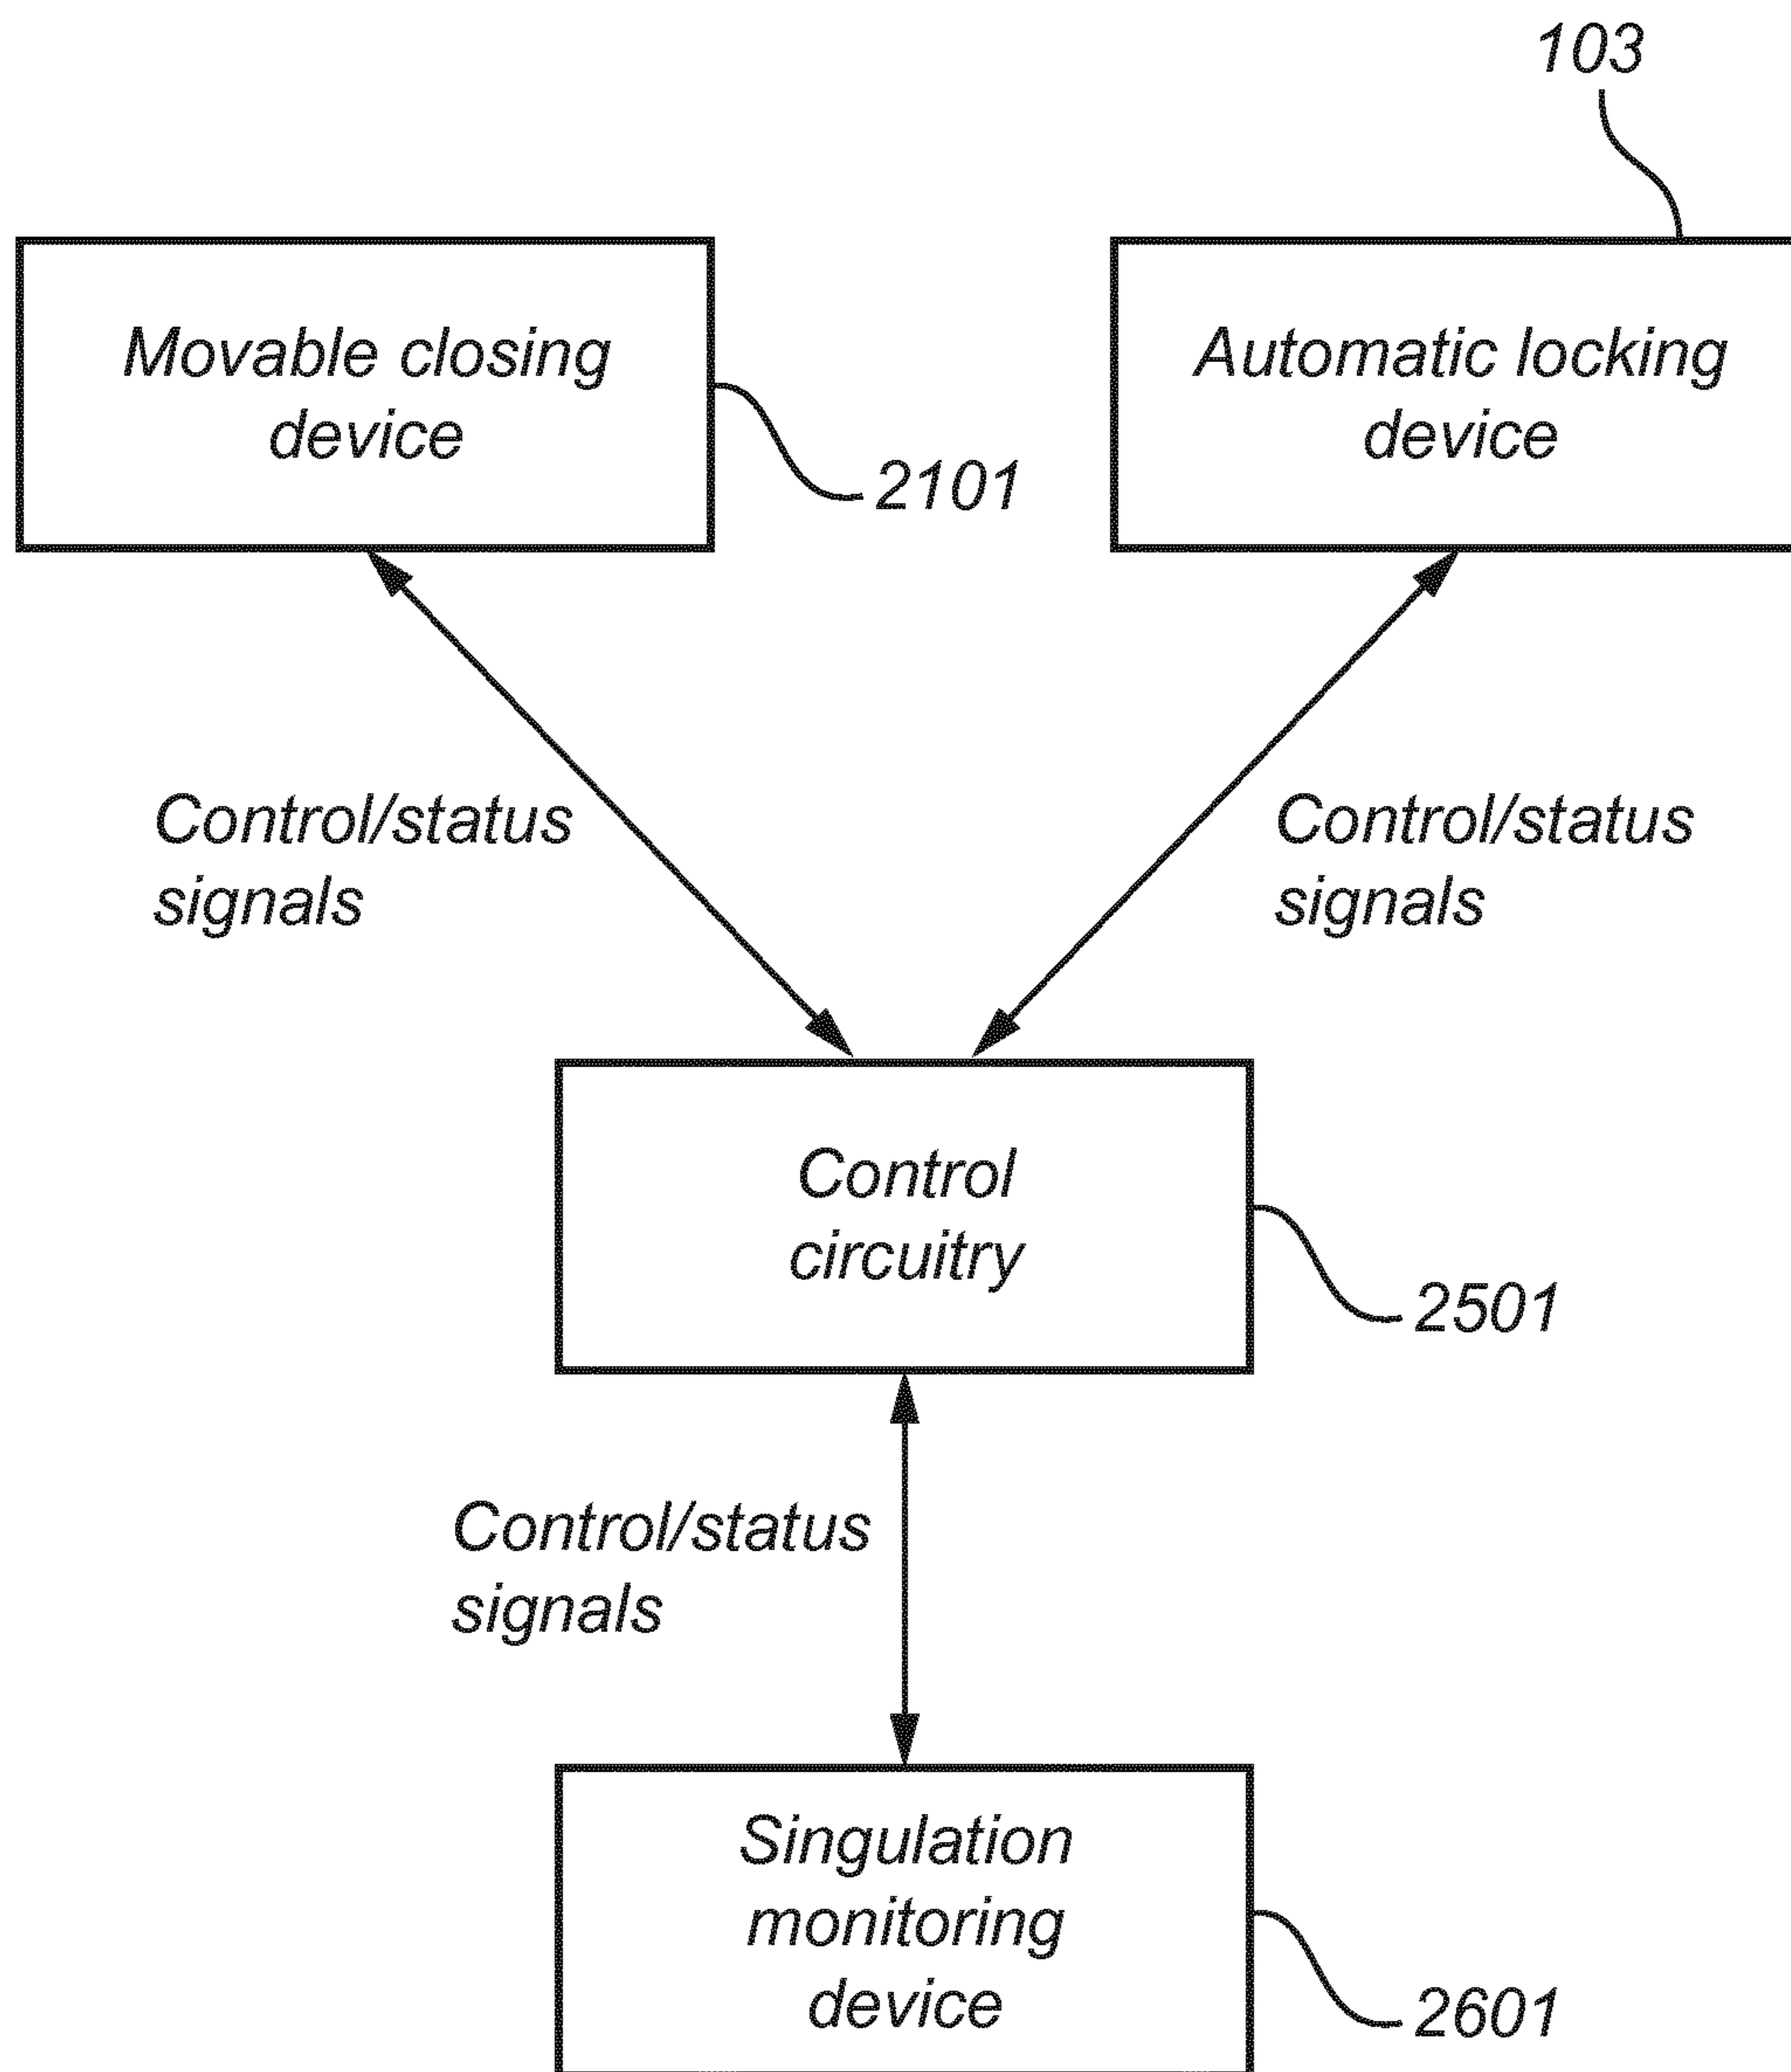 103
Movable closing
device
2101
Automatic locking
device
Control/status
signals
Control/status
signals
Control
circuitry
2501
Control/status
signals
Singulation
monitoring
device
2601